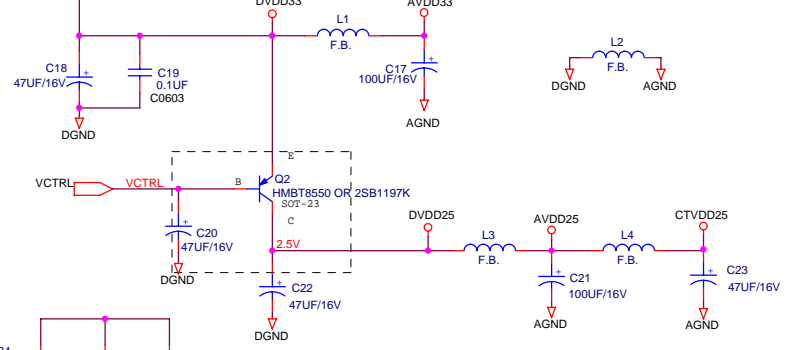 DVDD33
AVDD33
L1
F.B.
L2
F.B.
C18
47UF/16V
C19
0.1UF
C0603
C17
100UF/16V
DGND
AGND
DGND
AGND
E
Q2
VCTRL
VCTRL
B
HMBT8550 OR 2SB1197K
SOT-23
C
C20
47UF/16V
DGND
2.5V
DVDD25
AVDD25
CTVDD25
L3
F.B.
L4
F.B.
C22
47UF/16V
C21
100UF/16V
C23
47UF/16V
DGND
AGND
AGND